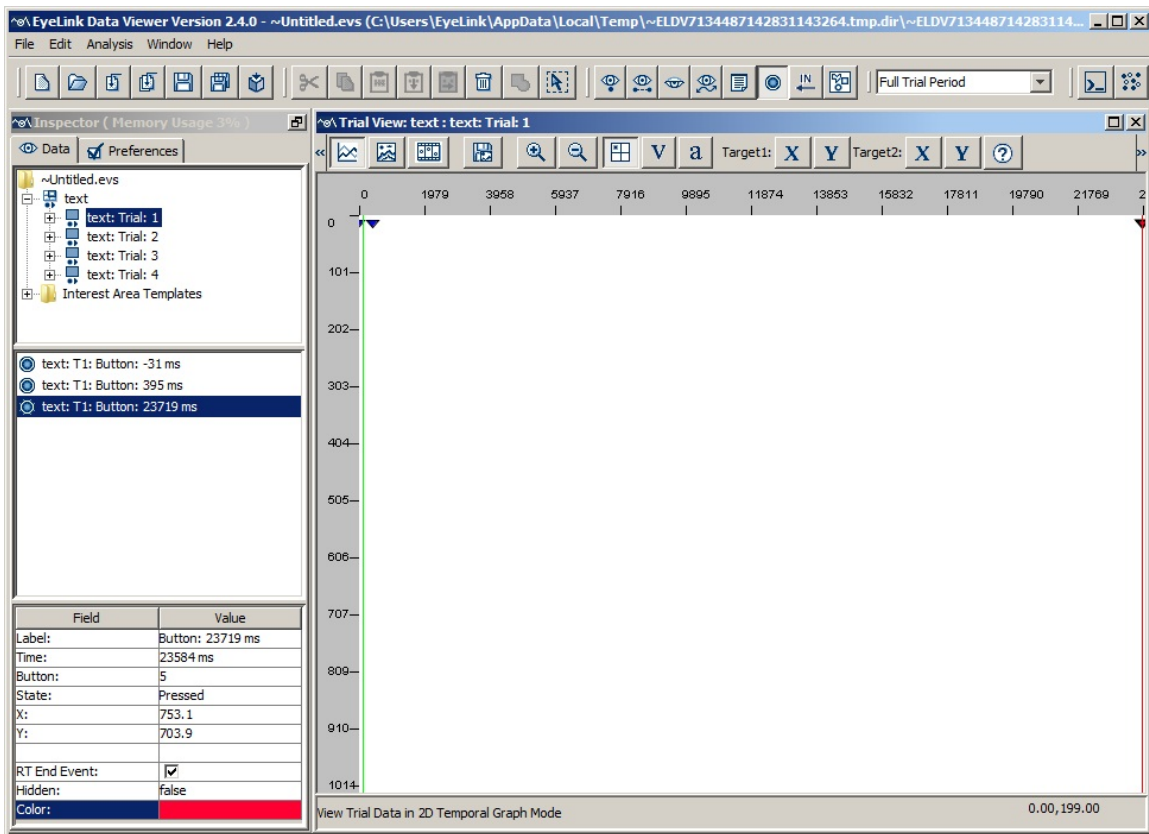 EyeLink Data Viewer Version 2.4.0 - ~Untitled.evs (C:\Users\EyeLink\AppData\Local\Temp\~ELDV7134487142831143264.tmp.dir\~ELDV713448714283114...
File Edit Analysis Window Help
IN Full Trial Period
Inspector ( Memory Usage 3% )
Data Preferences
~Untitled.evs
text
text: Trial: 1
text: Trial: 2
text: Trial: 3
text: Trial: 4
Interest Area Templates
text: T1: Button: -31 ms
text: T1: Button: 395 ms
text: T1: Button: 23719 ms
Field Value
Label: Button: 23719 ms
Time: 23584 ms
Button: 5
State: Pressed
X: 753.1
Y: 703.9
RT End Event:
Hidden: false
Color:
Trial View: text : text: Trial: 1
V a Target1: X Y Target2: X Y ?
0 1979 3958 5937 7916 9895 11874 13853 15832 17811 19790 21769 2
0
101
202
303
404
505
606
707
809
910
1014
View Trial Data in 2D Temporal Graph Mode 0.00,199.00